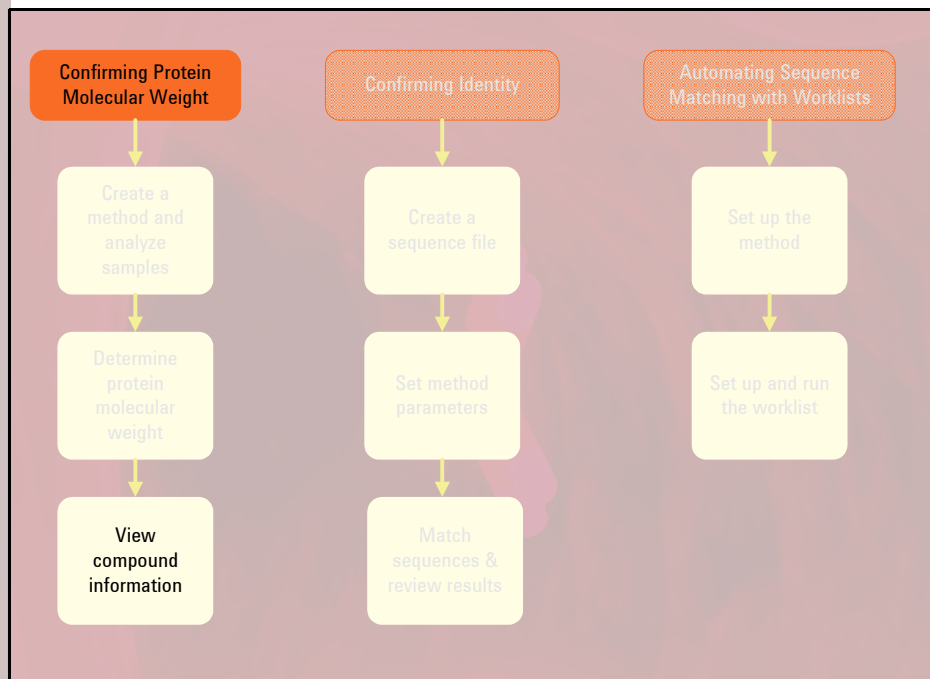 Confirming Protein
Molecular Weight
Create a
method and
analyze
samples
Determine
protein
molecular
weight
View
compound
information
Confirming Identity
Create a
sequence file
Set method
parameters
Match
sequences &
review results
Automating Sequence
Matching with Worklists
Set up the
method
Set up and run
the worklist